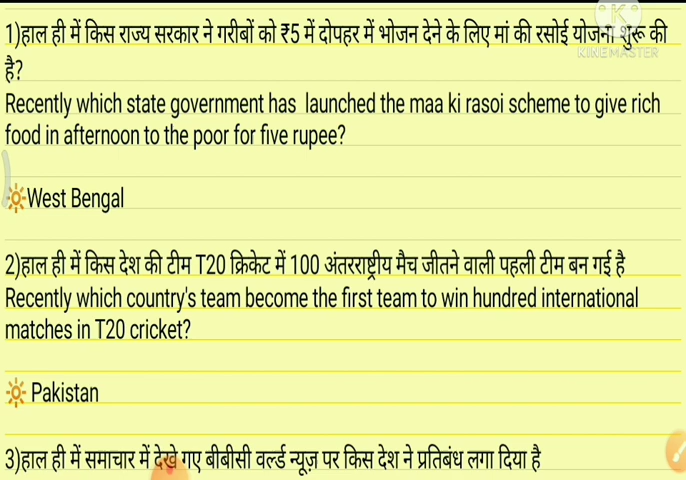 1)हाल ही में किस राज्य सरकार ने गरीबों को ₹5 में दोपहर में भोजन देने के लिए मां की रसोई योजना शुरू की
है?
Recently which state government has launched the maa ki rasoi scheme to give rich
food in afternoon to the poor for five rupee?
West Bengal
2)हाल ही में किस देश की टीम T20 क्रिकेट में 100 अंतरराष्ट्रीय मैच जीतने वाली पहली टीम बन गई है
Recently which country's team become the first team to win hundred international
matches in T20 cricket?
Pakistan
3)हाल ही में समाचार में देखे गए बीबीसी वर्ल्ड न्यूज़ पर किस देश ने प्रतिबंध लगा दिया है
KINEMASTER